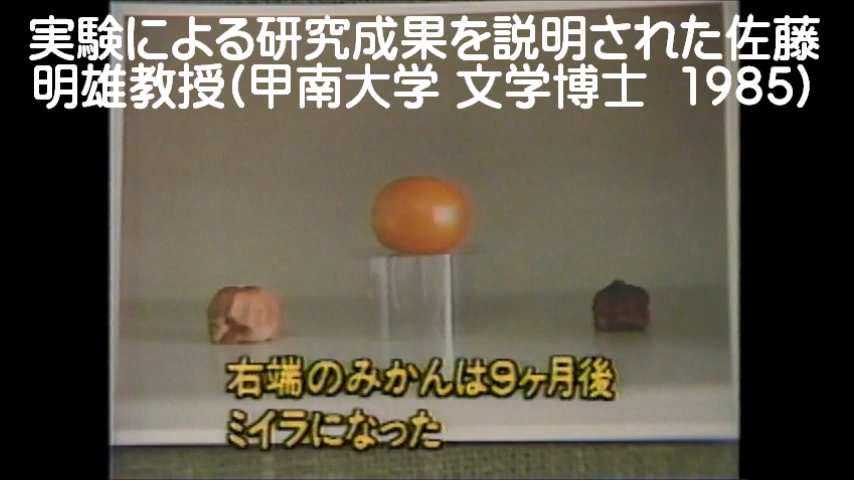 実験による研究成果を説明された佐藤
明雄教授(甲南大学 文学博士 1985)
右端のみかんは9ヶ月後
ミイラになった